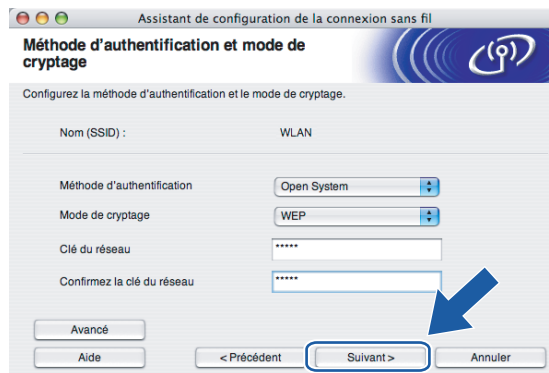 Assistant de configuration de la connexion sans fil
Méthode d'authentification et mode de
cryptage
Configurez la méthode d'authentification et le mode de cryptage.
Nom (SSID) : WLAN
Méthode d'authentification Open System
Mode de cryptage WEP
Clé du réseau *****
Confirmez la clé du réseau *****
Avancé
Aide < Précédent Suivant > Annuler